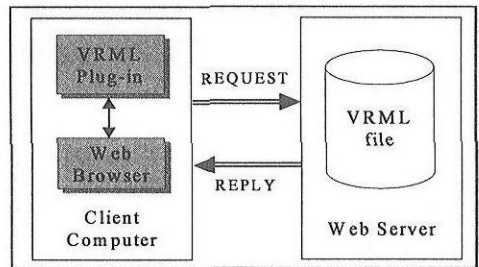 VRML
Plug-in
REQUEST
VRML
file
Web
Browser
REPLY
Client
Computer
Web Server